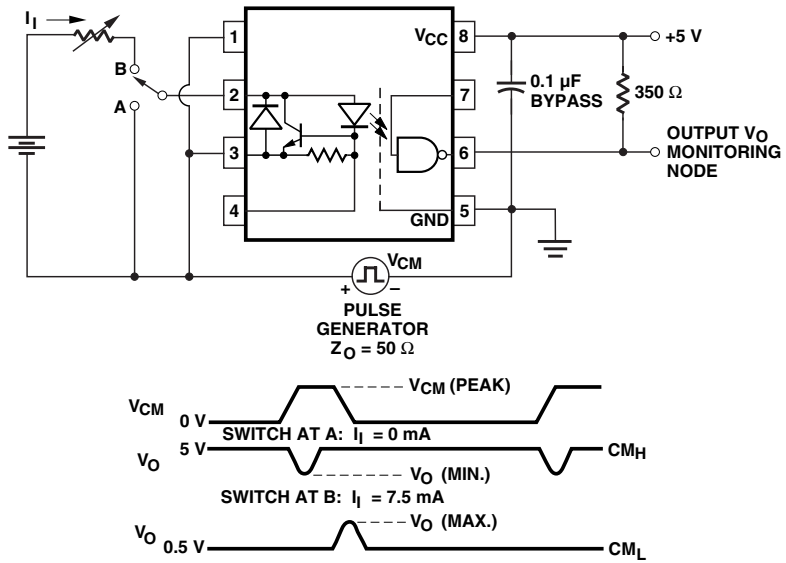 I_I
1
V_CC
8
+5 V
B
0.1 µF
BYPASS
350 Ω
A
2
7
OUTPUT V_O
MONITORING
NODE
3
6
4
GND
5
V_CM
+
–
PULSE
GENERATOR
Z_O = 50 Ω
V_CM (PEAK)
V_CM
0 V
SWITCH AT A: I_I = 0 mA
V_O
5 V
CM_H
V_O (MIN.)
SWITCH AT B: I_I = 7.5 mA
V_O (MAX.)
V_O
0.5 V
CM_L